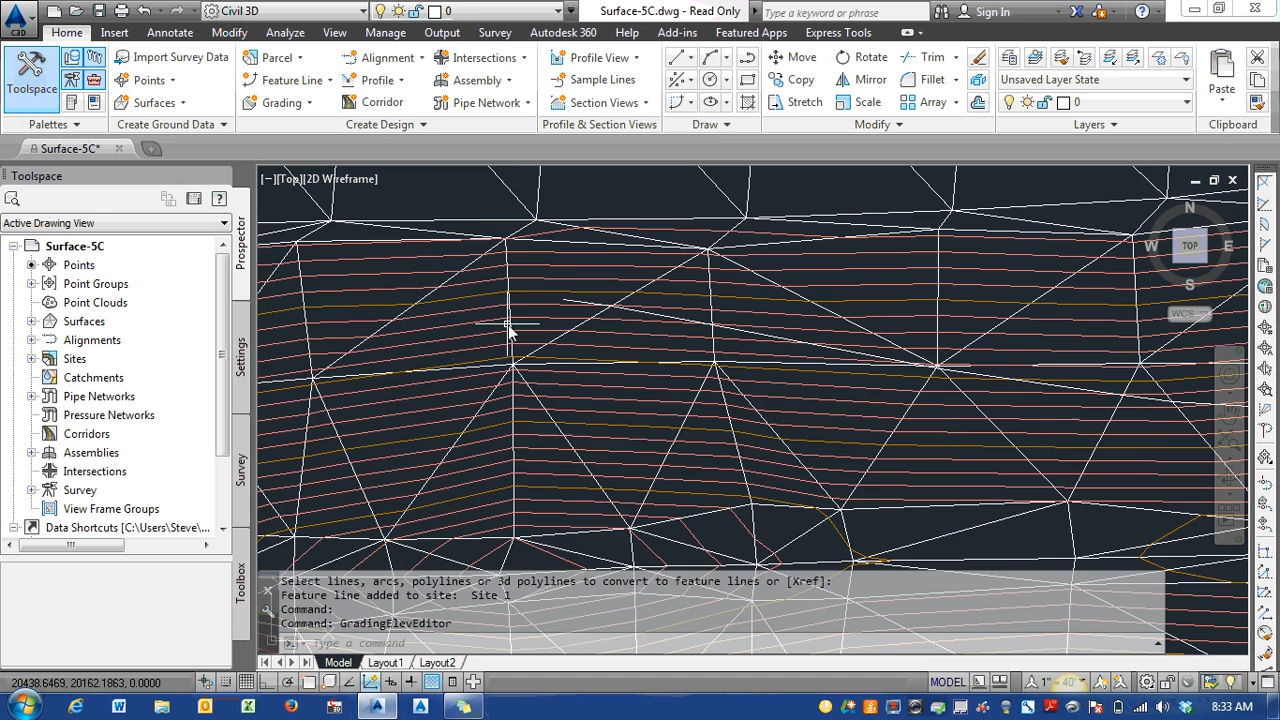 C3D
Civil 3D
0
Surface-5C.dwg - Read Only
Type a keyword or phrase
Sign In
Home
Insert
Annotate
Modify
Analyze
View
Manage
Output
Survey
Autodesk 360
Help
Add-ins
Featured Apps
Express Tools
Toolspace
Import Survey Data
Points
Surfaces
Parcel
Feature Line
Grading
Alignment
Profile
Corridor
Intersections
Assembly
Pipe Network
Profile View
Sample Lines
Section Views
Move
Copy
Stretch
Rotate
Mirror
Scale
Trim
Fillet
Array
Unsaved Layer State
0
Paste
Palettes
Create Ground Data
Create Design
Profile & Section Views
Draw
Modify
Layers
Clipboard
Surface-5C*
Toolspace
Active Drawing View
Surface-5C
Points
Point Groups
Point Clouds
Surfaces
Alignments
Sites
Catchments
Pipe Networks
Pressure Networks
Corridors
Assemblies
Intersections
Survey
View Frame Groups
Data Shortcuts [C:\Users\Steve\...
Prospector
Settings
Survey
Toolbox
[−][Top][2D Wireframe]
N
W
TOP
E
S
WCS
Select lines, arcs, polylines or 3d polylines to convert to feature lines or [Xref]:
Feature line added to site:  Site 1
Command:
Command: GradingElevEditor
Type a command
Model
Layout1
Layout2
20438.6469, 20162.1863, 0.0000
MODEL
1" = 40'
8:33 AM